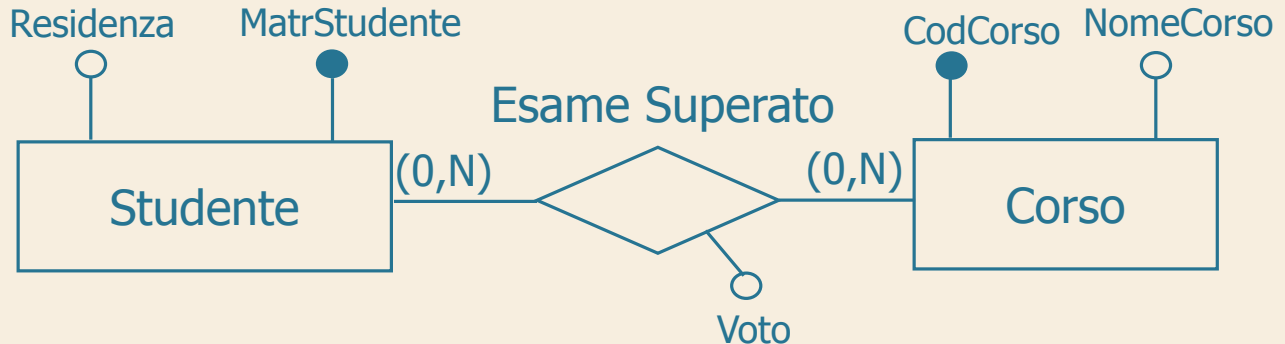 Residenza
MatrStudente
CodCorso
NomeCorso
Esame Superato
Studente
(0,N)
(0,N)
Corso
Voto